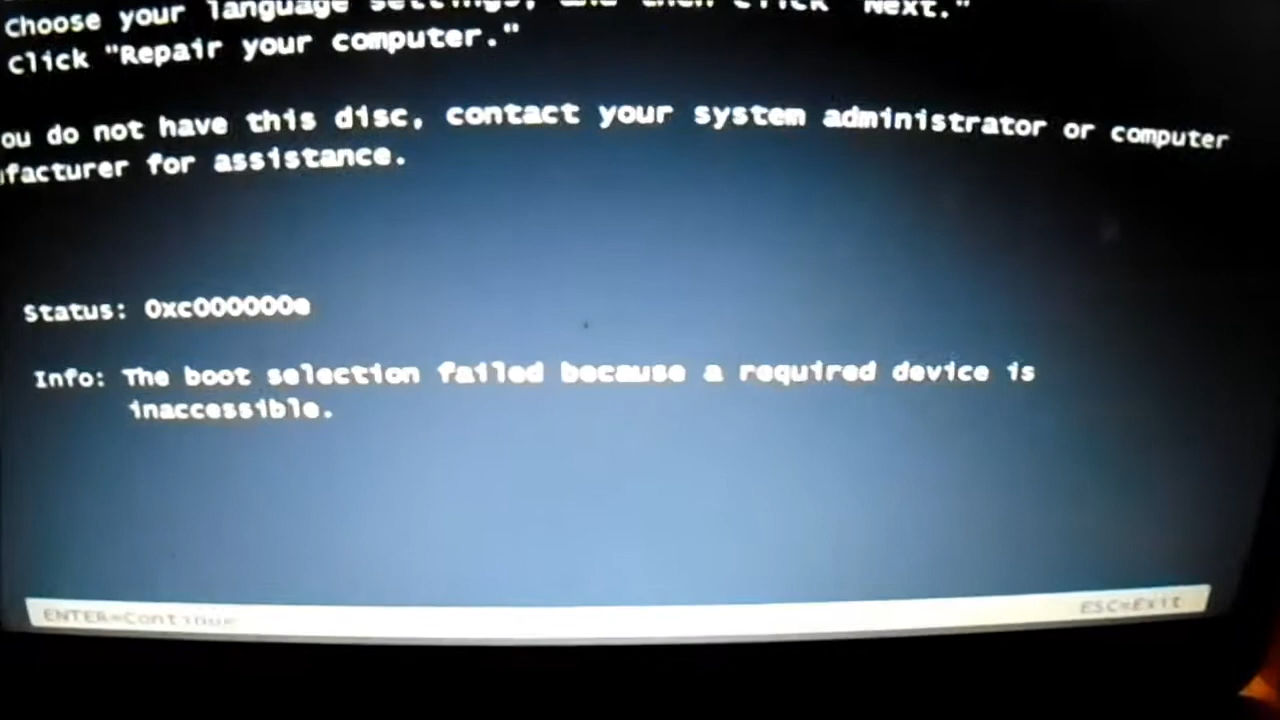 Choose your language settings, and then click "Next."
Click "Repair your computer."
ou do not have this disc, contact your system administrator or computer
ufacturer for assistance.
Status: 0xc000000e
Info: The boot selection failed because a required device is
inaccessible.
ENTER=Continue ESC=Exit